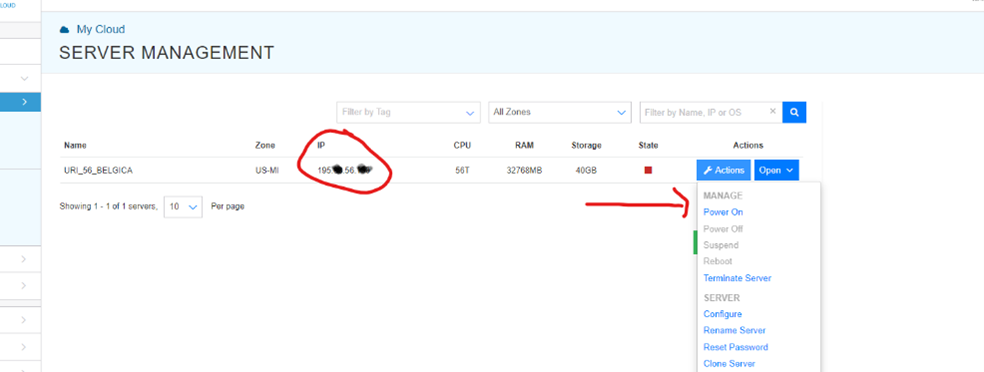 LOUD
My Cloud
SERVER MANAGEMENT
Filter by Tag All Zones Filter by Name, IP or OS ×
Name Zone IP CPU RAM Storage State Actions
URI_56_BELGICA US-MI 195 .56. 56T 32768MB 40GB Actions Open
Showing 1 - 1 of 1 servers, 10 Per page
MANAGE
Power On
Power Off
Suspend
Reboot
Terminate Server
SERVER
Configure
Rename Server
Reset Password
Clone Server